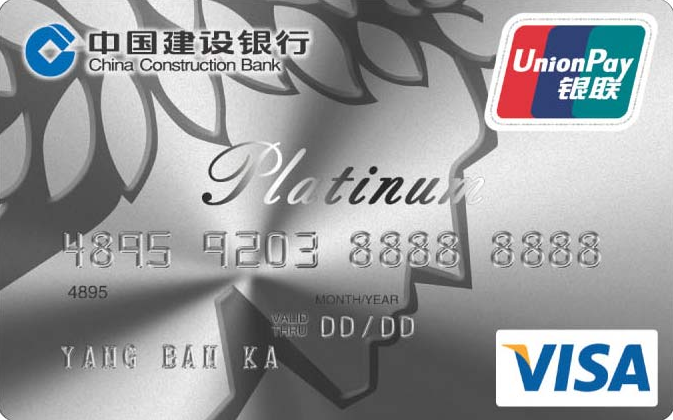 中国建设银行
China Construction Bank
UnionPay
银联
Platinum
4895 9203 8888 8888
4895
MONTH/YEAR
VALID
THRU
DD/DD
YANG BAN KA
VISA